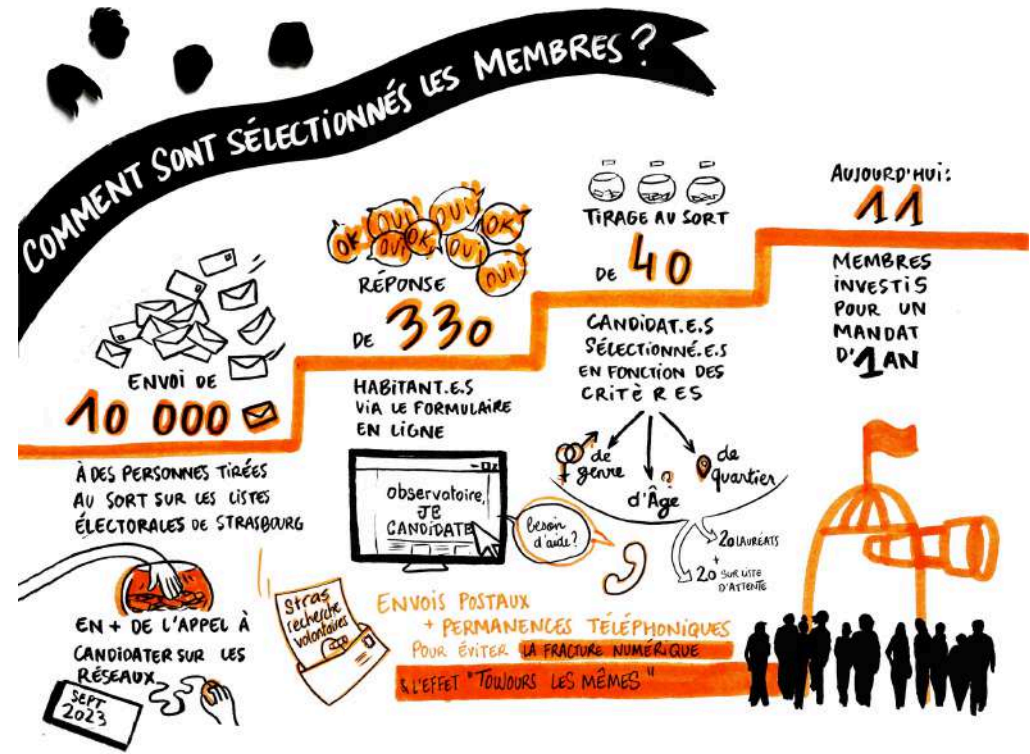 COMMENT SONT SÉLECTIONNÉS LES MEMBRES ?
ENVOI DE
10 000
À DES PERSONNES TIRÉES
AU SORT SUR LES LISTES
ÉLECTORALES DE STRASBOURG
EN + DE L'APPEL À
CANDIDATER SUR LES
RÉSEAUX
SEPT.
2023
OK
OUI
OUI
OUI
OK
OUI
OK
OUI
RÉPONSE
DE 330
HABITANT.E.S
VIA LE FORMULAIRE
EN LIGNE
observatoire,
JE
CANDIDATE
besoin
d'aide?
Stras
recherche
volontaires
ENVOIS POSTAUX
+ PERMANENCES TÉLÉPHONIQUES
POUR ÉVITER LA FRACTURE NUMÉRIQUE
& L'EFFET "TOUJOURS LES MÊMES"
TIRAGE AU SORT
DE 40
CANDIDAT.E.S
SÉLECTIONNÉ.E.S
EN FONCTION DES
CRITÈRES
de
genre
d'Âge
de
quartier
20 LAURÉATS
+
20 SUR LISTE
D'ATTENTE
AUJOURD'HUI:
11
MEMBRES
INVESTIS
POUR UN
MANDAT
D'1AN